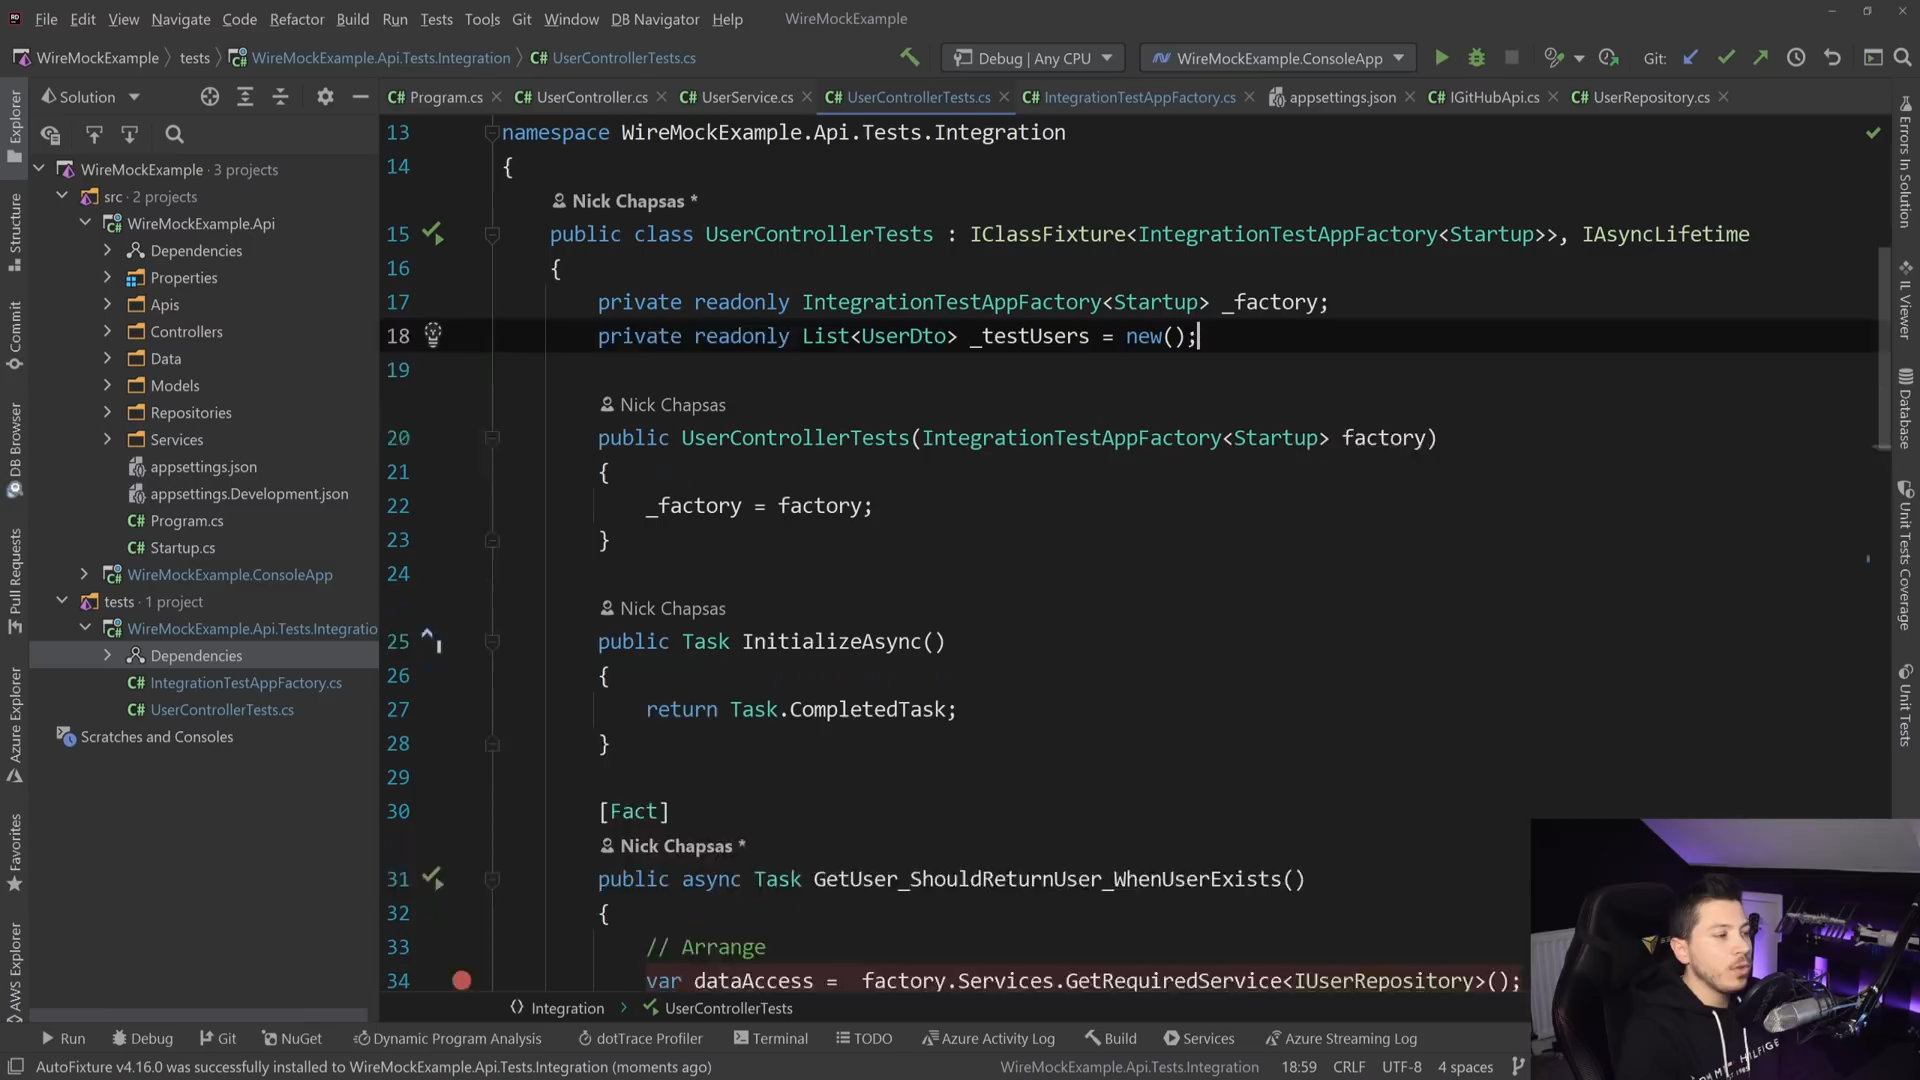 File Edit View Navigate Code Refactor Build Run Tests Tools Git Window DB Navigator Help WireMockExample
WireMockExample tests WireMockExample.Api.Tests.Integration UserControllerTests.cs Debug | Any CPU WireMockExample.ConsoleApp Git:
Solution
Program.cs UserController.cs UserService.cs UserControllerTests.cs IntegrationTestAppFactory.cs appsettings.json IGitHubApi.cs UserRepository.cs
WireMockExample · 3 projects
src · 2 projects
WireMockExample.Api
Dependencies
Properties
Apis
Controllers
Data
Models
Repositories
Services
appsettings.json
appsettings.Development.json
Program.cs
Startup.cs
WireMockExample.ConsoleApp
tests · 1 project
WireMockExample.Api.Tests.Integratio
Dependencies
IntegrationTestAppFactory.cs
UserControllerTests.cs
Scratches and Consoles
Explorer
Structure
Commit
DB Browser
Pull Requests
Azure Explorer
Favorites
AWS Explorer
13 namespace WireMockExample.Api.Tests.Integration
14 {
Nick Chapsas *
15 public class UserControllerTests : IClassFixture<IntegrationTestAppFactory<Startup>>, IAsyncLifetime
16 {
17 private readonly IntegrationTestAppFactory<Startup> _factory;
18 private readonly List<UserDto> _testUsers = new();
19
Nick Chapsas
20 public UserControllerTests(IntegrationTestAppFactory<Startup> factory)
21 {
22 _factory = factory;
23 }
24
Nick Chapsas
25 public Task InitializeAsync()
26 {
27 return Task.CompletedTask;
28 }
29
30 [Fact]
Nick Chapsas *
31 public async Task GetUser_ShouldReturnUser_WhenUserExists()
32 {
33 // Arrange
34 var dataAccess = factory.Services.GetRequiredService<IUserRepository>();
Integration UserControllerTests
Errors In Solution
IL Viewer
Database
Unit Tests Coverage
Unit Tests
Run Debug Git NuGet Dynamic Program Analysis dotTrace Profiler Terminal TODO Azure Activity Log Build Services Azure Streaming Log
AutoFixture v4.16.0 was successfully installed to WireMockExample.Api.Tests.Integration (moments ago) WireMockExample.Api.Tests.Integration 18:59 CRLF UTF-8 4 spaces